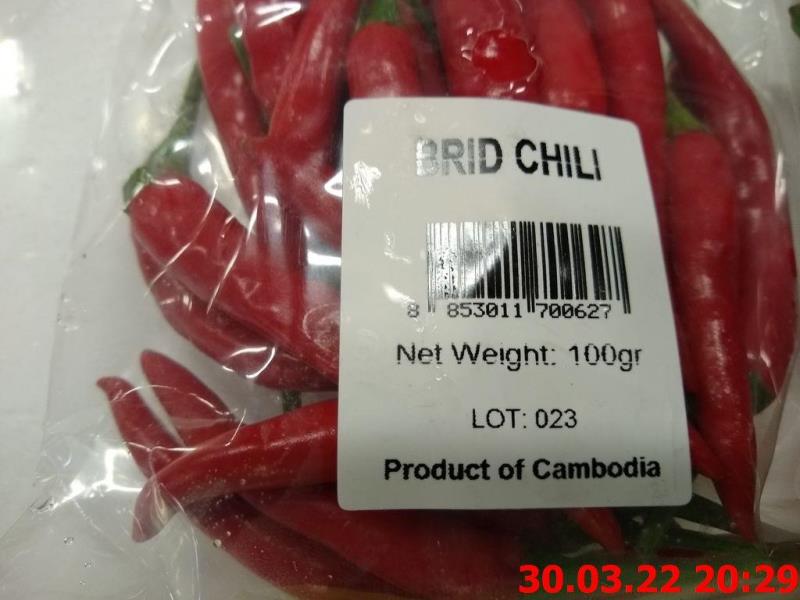 BRID CHILI
8 853011 700627
Net Weight: 100gr
LOT: 023
Product of Cambodia
30.03.22 20:29